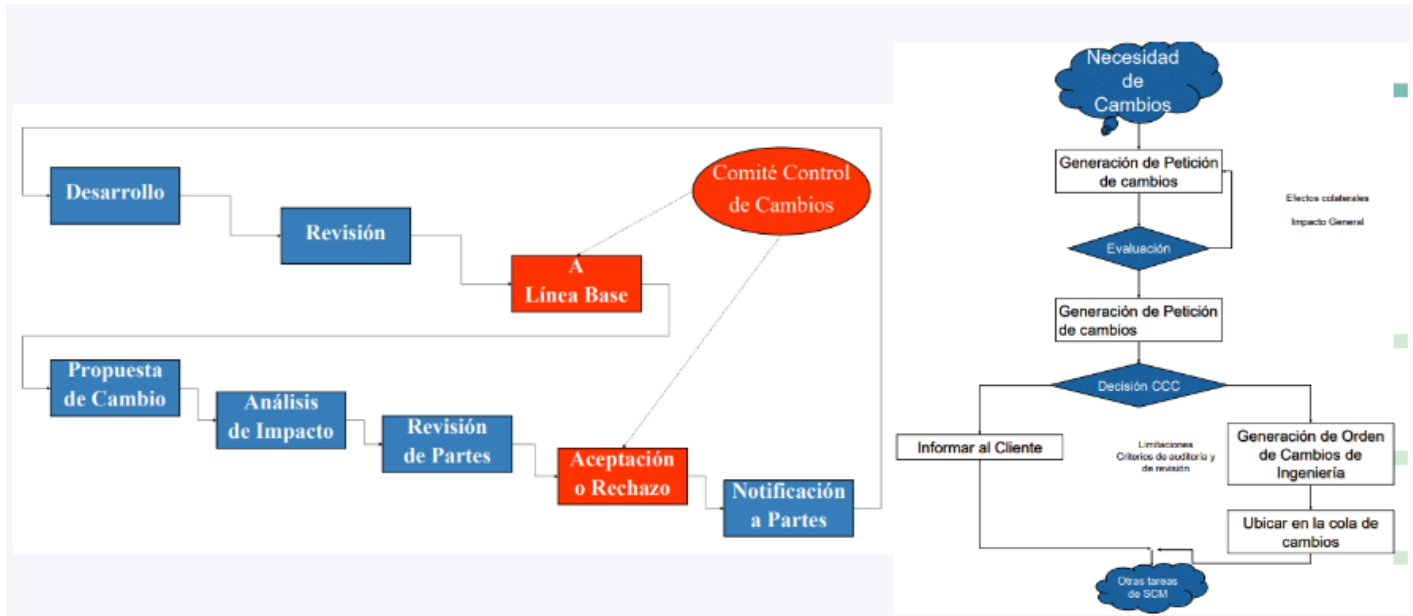 Desarrollo
Revisión
A
Línea Base
Comité Control
de Cambios
Propuesta
de Cambio
Análisis
de Impacto
Revisión
de Partes
Aceptación
o Rechazo
Notificación
a Partes
Necesidad
de
Cambios
Generación de Petición
de cambios
Efectos colaterales
Impacto General
Evaluación
Generación de Petición
de cambios
Decisión CCC
Informar al Cliente
Limitaciones
Criterios de auditoría y
de revisión
Generación de Orden
de Cambios de
Ingeniería
Ubicar en la cola de
cambios
Otras tareas
de SCM